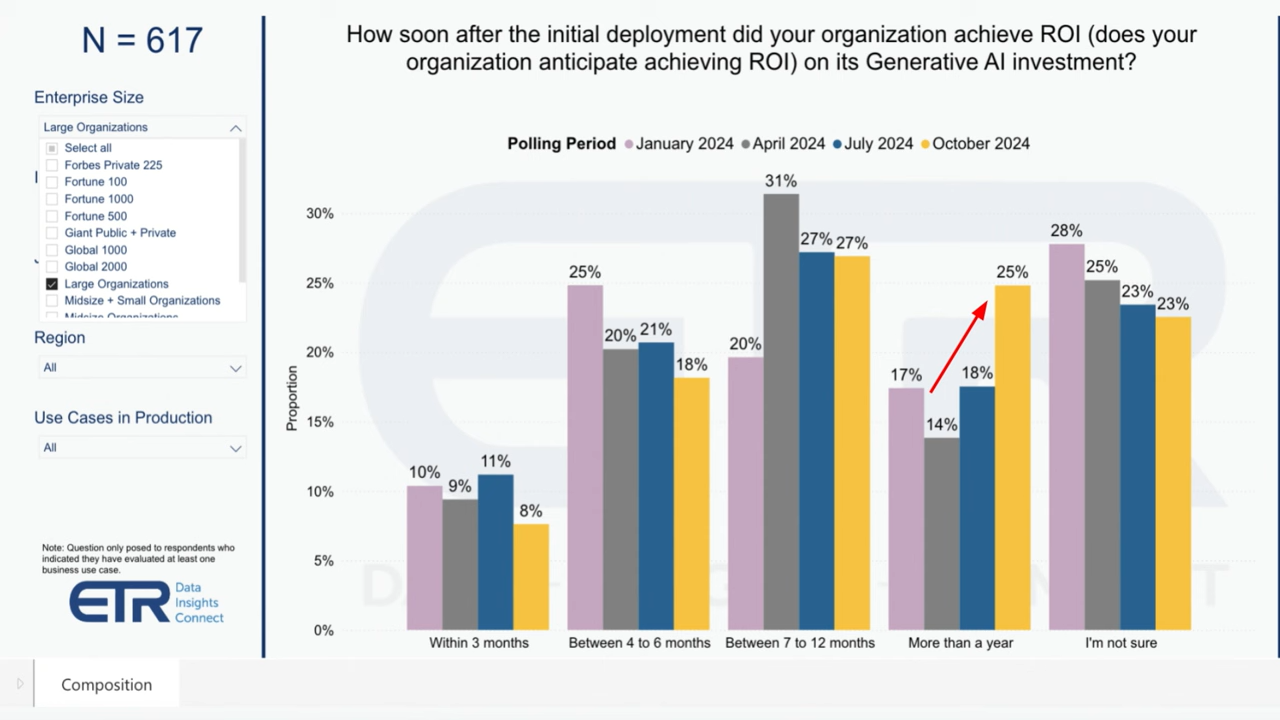 N = 617
How soon after the initial deployment did your organization achieve ROI (does your
organization anticipate achieving ROI) on its Generative AI investment?
Enterprise Size
Large Organizations
Select all
Forbes Private 225
Fortune 100
Fortune 1000
Fortune 500
Giant Public + Private
Global 1000
Global 2000
Large Organizations
Midsize + Small Organizations
Midsize Organizations
Region
All
Use Cases in Production
All
Note: Question only posed to respondents who
indicated they have evaluated at least one
business use case.
ETR Data
Insights
Connect
Polling Period January 2024 April 2024 July 2024 October 2024
Proportion
30%
25%
20%
15%
10%
5%
0%
10% 9% 11% 8%
25% 20% 21% 18%
20% 31% 27% 27%
17% 14% 18% 25%
28% 25% 23% 23%
Within 3 months Between 4 to 6 months Between 7 to 12 months More than a year I'm not sure
Composition